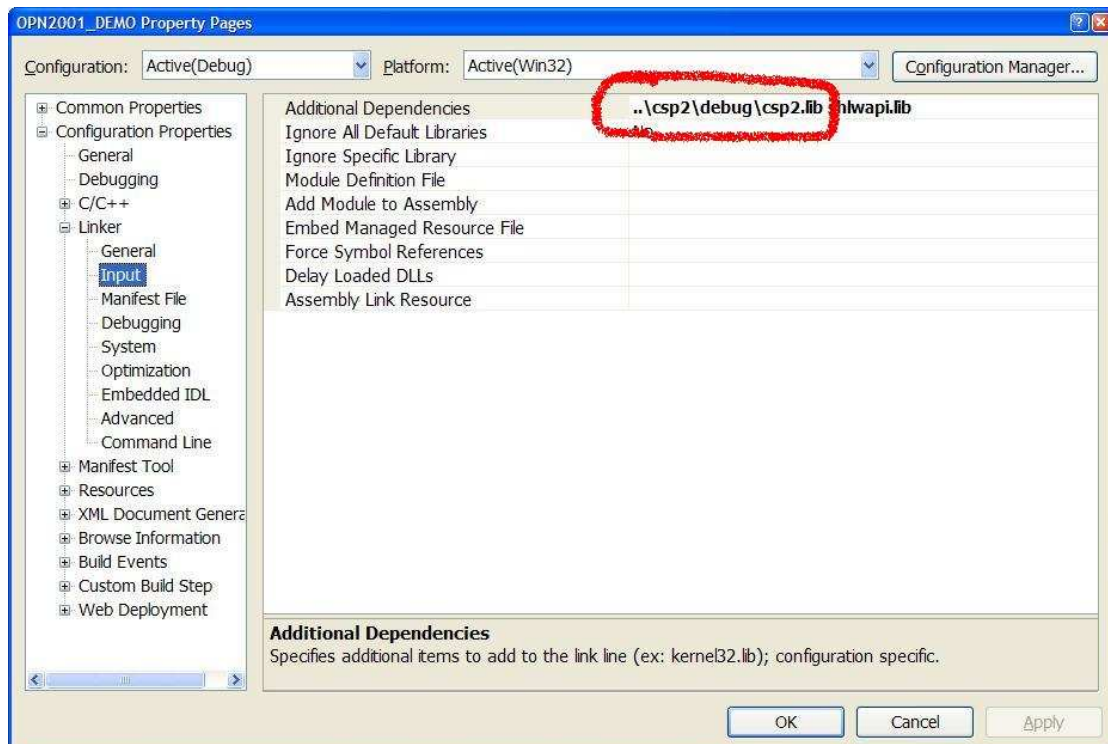 OPN2001_DEMO Property Pages
Configuration: Active(Debug) Platform: Active(Win32) Configuration Manager...
Common Properties
Configuration Properties
General
Debugging
C/C++
Linker
General
Input
Manifest File
Debugging
System
Optimization
Embedded IDL
Advanced
Command Line
Manifest Tool
Resources
XML Document Genera
Browse Information
Build Events
Custom Build Step
Web Deployment
Additional Dependencies ..\csp2\debug\csp2.lib hlwapi.lib
Ignore All Default Libraries No
Ignore Specific Library
Module Definition File
Add Module to Assembly
Embed Managed Resource File
Force Symbol References
Delay Loaded DLLs
Assembly Link Resource
Additional Dependencies
Specifies additional items to add to the link line (ex: kernel32.lib); configuration specific.
OK Cancel Apply